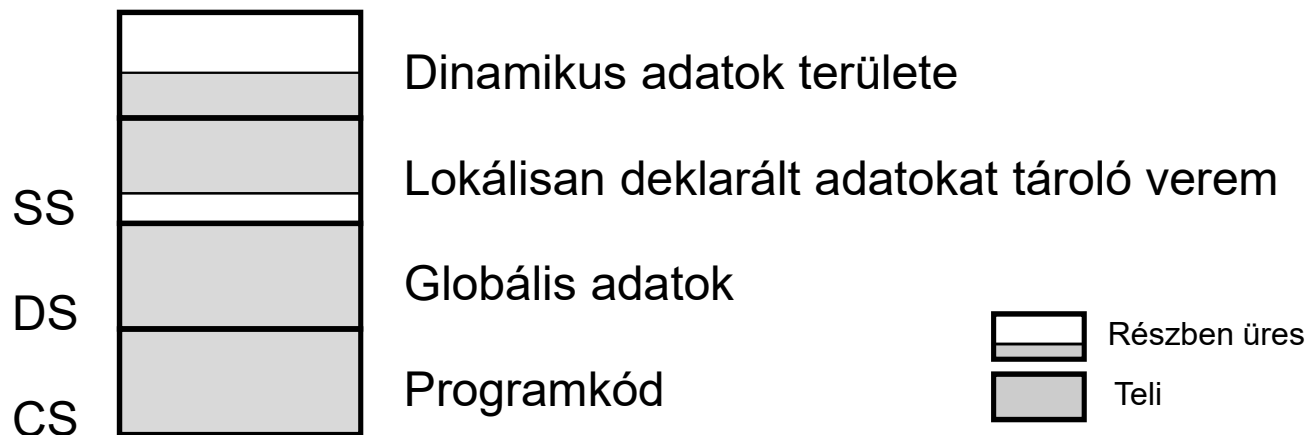 Dinamikus adatok területe
SS Lokálisan deklarált adatokat tároló verem
DS Globális adatok
Részben üres
CS Programkód
Teli